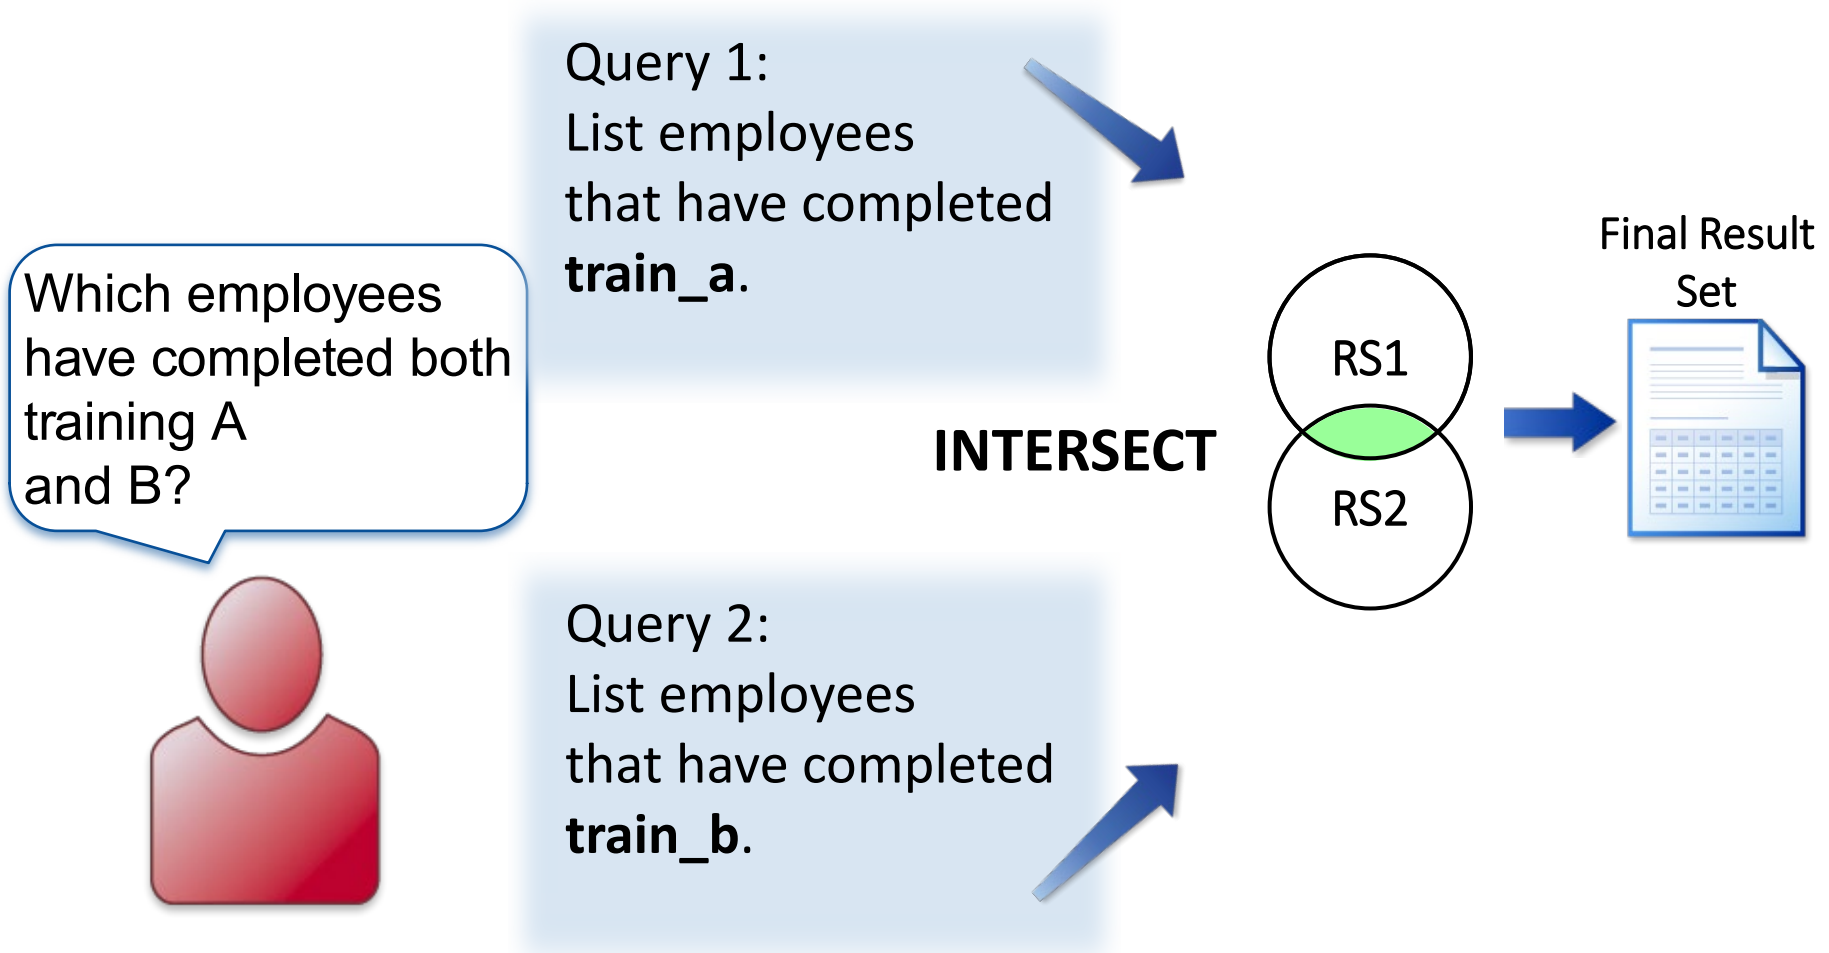 Which employees
have completed both
training A
and B?
Query 1:
List employees
that have completed
train_a.
INTERSECT
Query 2:
List employees
that have completed
train_b.
RS1
RS2
Final Result
Set